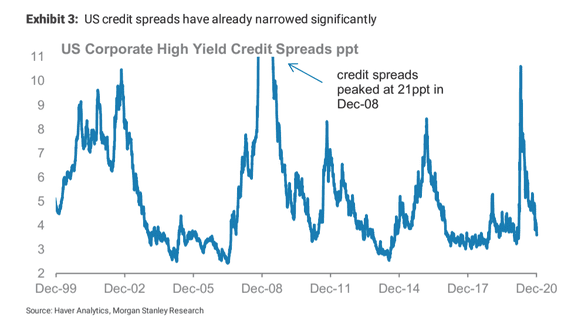 Exhibit 3: US credit spreads have already narrowed significantly
US Corporate High Yield Credit Spreads ppt
11
10
9
8
7
6
5
4
3
2
credit spreads
peaked at 21ppt in
Dec-08
Dec-99 Dec-02 Dec-05 Dec-08 Dec-11 Dec-14 Dec-17 Dec-20
Source: Haver Analytics, Morgan Stanley Research